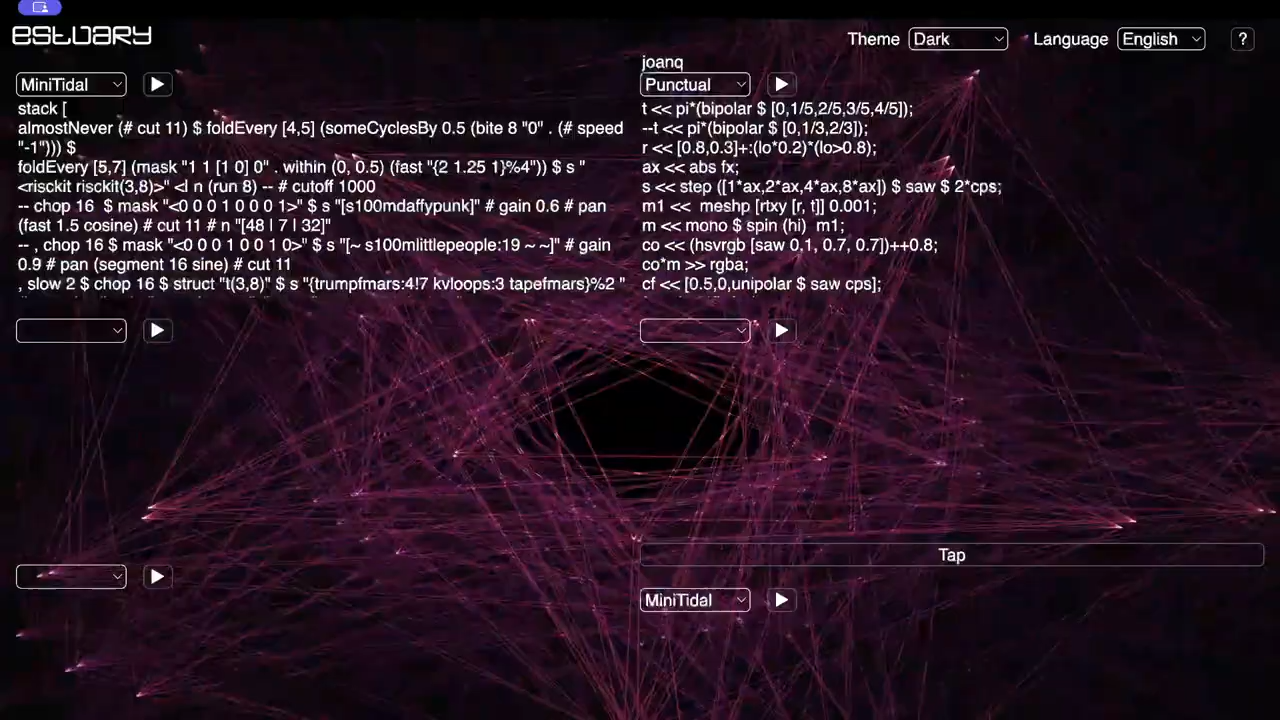 estuary
Theme Dark Language English ?
MiniTidal
stack [
almostNever (# cut 11) $ foldEvery [4,5] (someCyclesBy 0.5 (bite 8 "0" . (# speed
"-1"))) $
foldEvery [5,7] (mask "1 1 [1 0] 0" . within (0, 0.5) (fast "{2 1.25 1}%4")) $ s "
<risckit risckit(3,8)>" <| n (run 8) -- # cutoff 1000
-- chop 16  $ mask "<0 0 0 1 0 0 0 1>" $ s "[s100mdaffypunk]" # gain 0.6 # pan
(fast 1.5 cosine) # cut 11 # n "[48 | 7 | 32]"
-- , chop 16 $ mask "<0 0 0 1 0 0 1 0>" $ s "[~ s100mlittlepeople:19 ~ ~]" # gain
0.9 # pan (segment 16 sine) # cut 11
, slow 2 $ chop 16 $ struct "t(3,8)" $ s "{trumpfmars:4!7 kvloops:3 tapefmars}%2 "
joanq
Punctual
t << pi*(bipolar $ [0,1/5,2/5,3/5,4/5]);
--t << pi*(bipolar $ [0,1/3,2/3]);
r << [0.8,0.3]+:(lo*0.2)*(lo>0.8);
ax << abs fx;
s << step ([1*ax,2*ax,4*ax,8*ax]) $ saw $ 2*cps;
m1 <<  meshp [rtxy [r, t]] 0.001;
m << mono $ spin (hi)  m1;
co << (hsvrgb [saw 0,1, 0.7, 0.7])++0.8;
co*m >> rgba;
cf << [0.5,0,unipolar $ saw cps];
Tap
MiniTidal